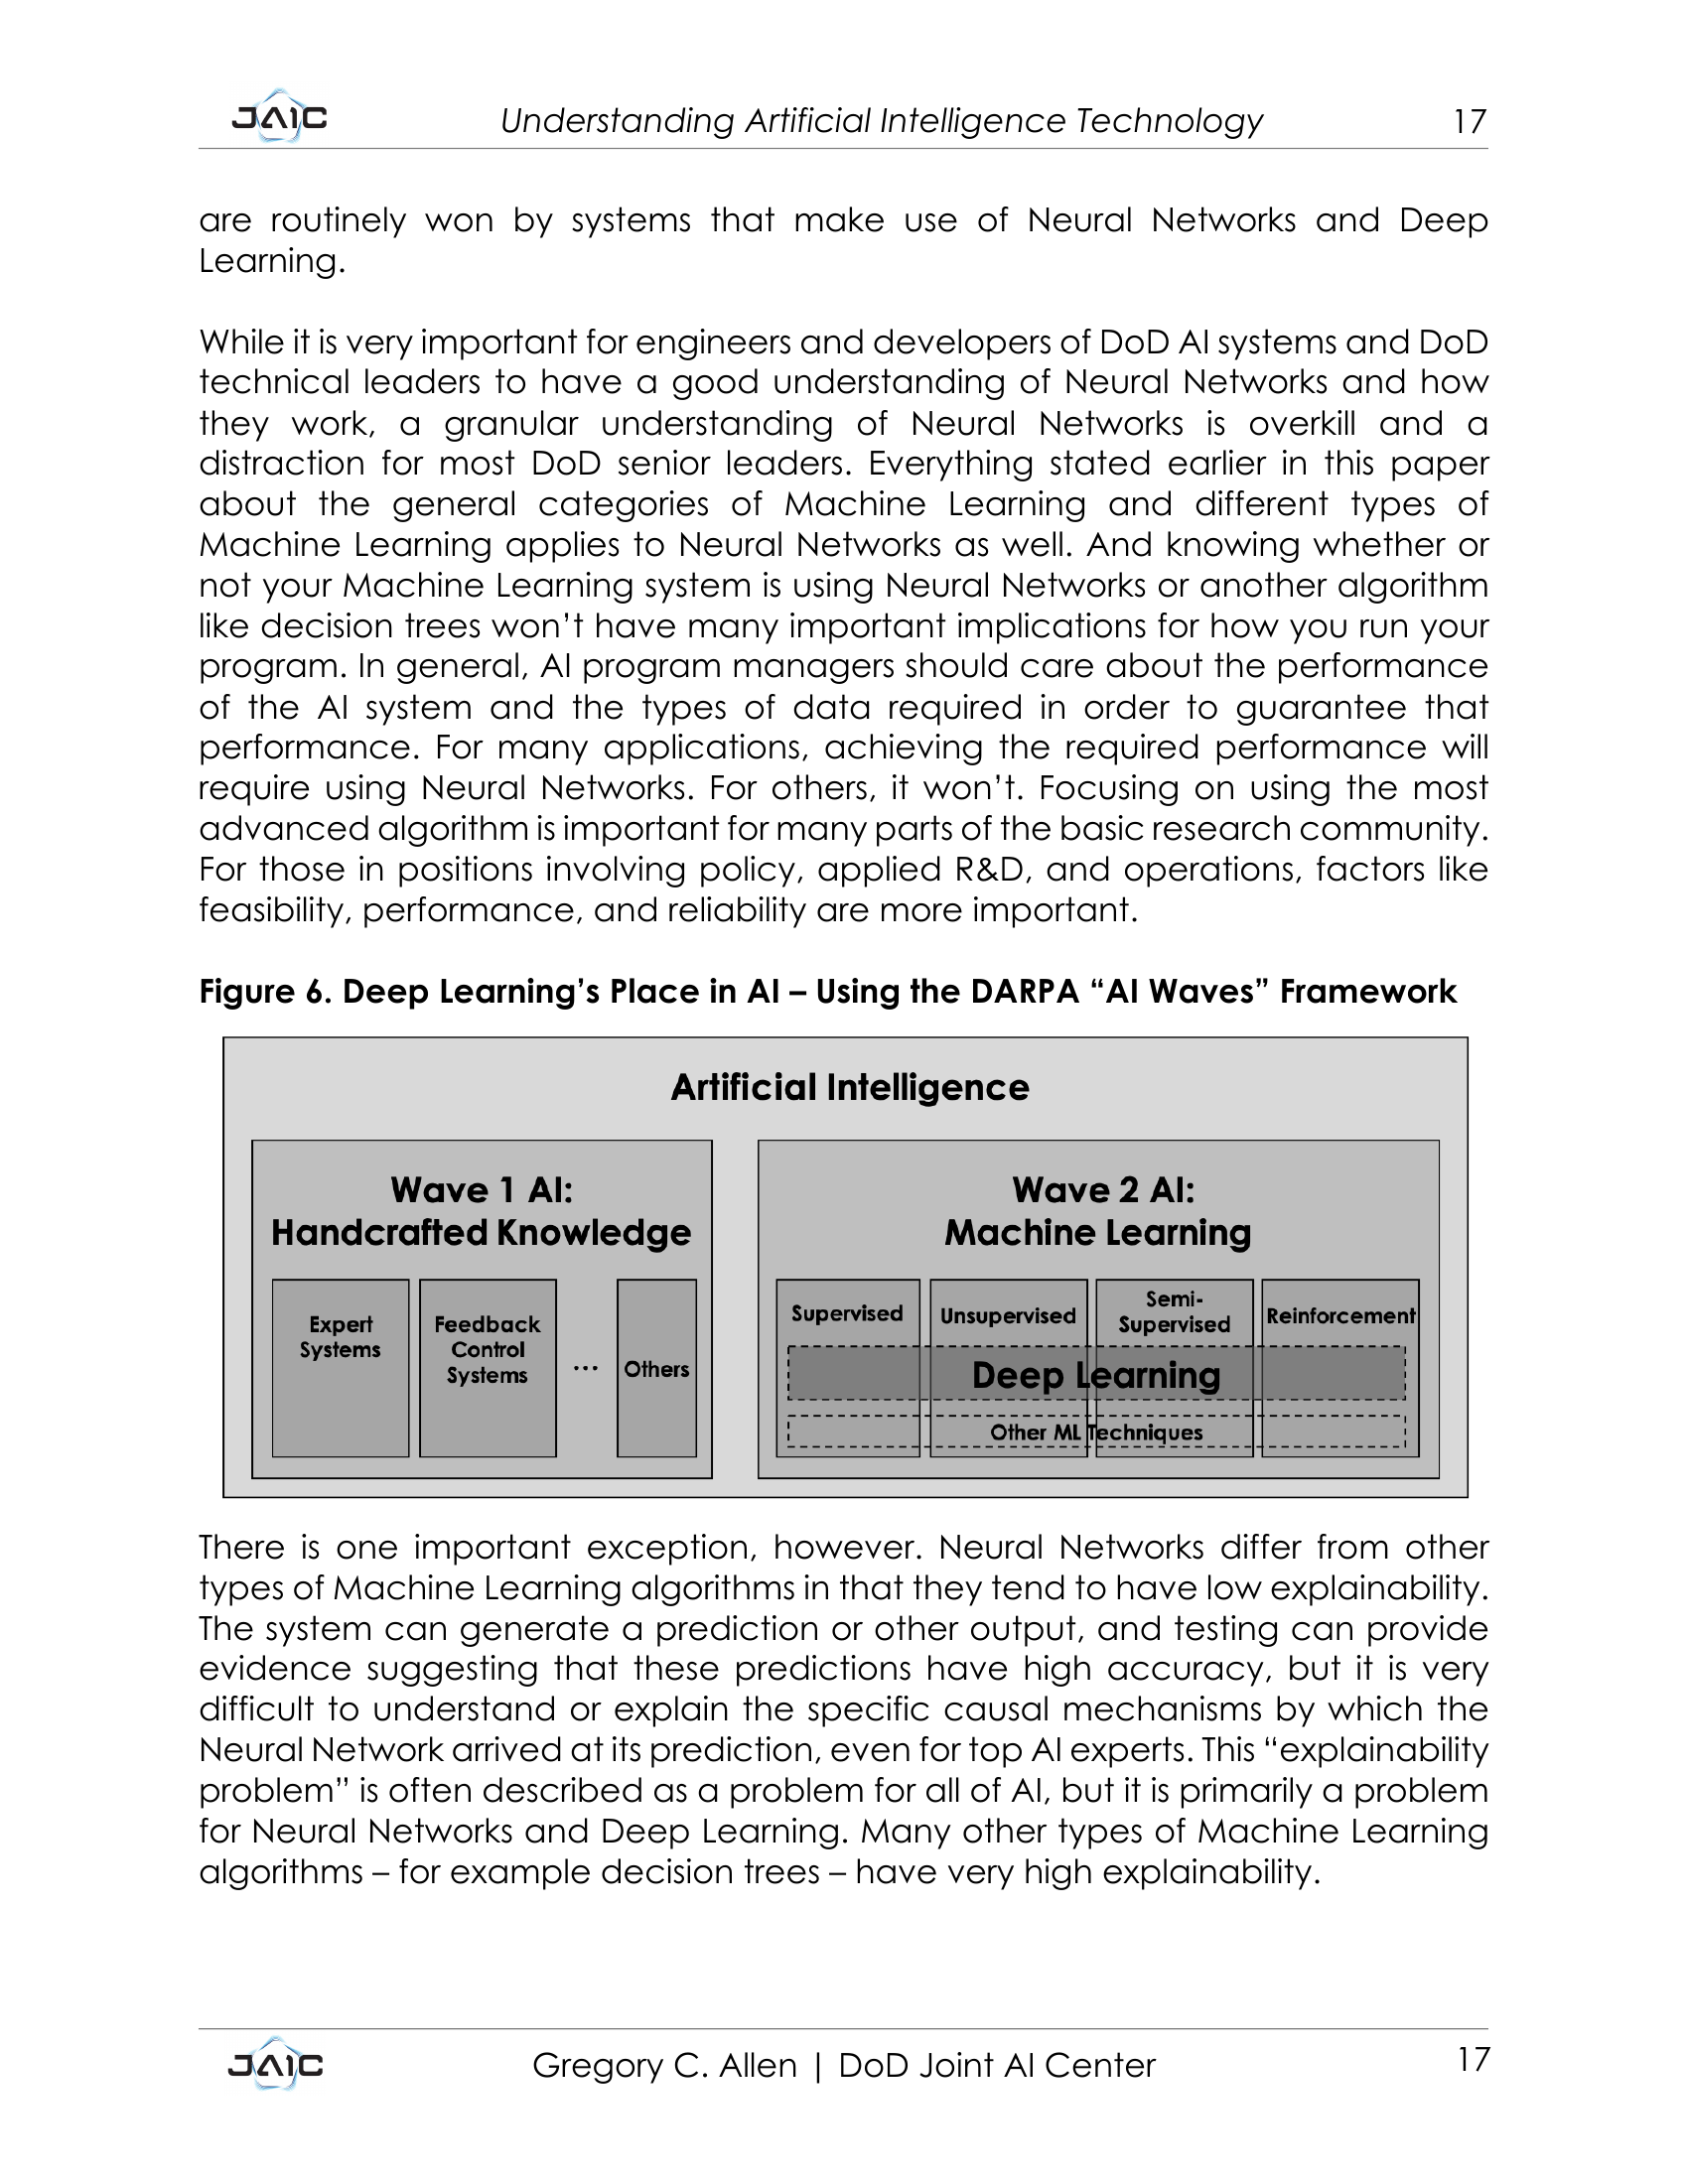 JAIC
Understanding Artificial Intelligence Technology
17
are routinely won by systems that make use of Neural Networks and Deep
Learning.
While it is very important for engineers and developers of DoD AI systems and DoD
technical leaders to have a good understanding of Neural Networks and how
they work, a granular understanding of Neural Networks is overkill and a
distraction for most DoD senior leaders. Everything stated earlier in this paper
about the general categories of Machine Learning and different types of
Machine Learning applies to Neural Networks as well. And knowing whether or
not your Machine Learning system is using Neural Networks or another algorithm
like decision trees won’t have many important implications for how you run your
program. In general, AI program managers should care about the performance
of the AI system and the types of data required in order to guarantee that
performance. For many applications, achieving the required performance will
require using Neural Networks. For others, it won’t. Focusing on using the most
advanced algorithm is important for many parts of the basic research community.
For those in positions involving policy, applied R&D, and operations, factors like
feasibility, performance, and reliability are more important.
Figure 6. Deep Learning’s Place in AI – Using the DARPA “AI Waves” Framework
Artificial Intelligence
Wave 1 AI:
Handcrafted Knowledge
Expert
Systems
Feedback
Control
Systems
...
Others
Wave 2 AI:
Machine Learning
Supervised
Unsupervised
Semi-
Supervised
Reinforcement
Deep Learning
Other ML Techniques
There is one important exception, however. Neural Networks differ from other
types of Machine Learning algorithms in that they tend to have low explainability.
The system can generate a prediction or other output, and testing can provide
evidence suggesting that these predictions have high accuracy, but it is very
difficult to understand or explain the specific causal mechanisms by which the
Neural Network arrived at its prediction, even for top AI experts. This “explainability
problem” is often described as a problem for all of AI, but it is primarily a problem
for Neural Networks and Deep Learning. Many other types of Machine Learning
algorithms – for example decision trees – have very high explainability.
JAIC
Gregory C. Allen | DoD Joint AI Center
17